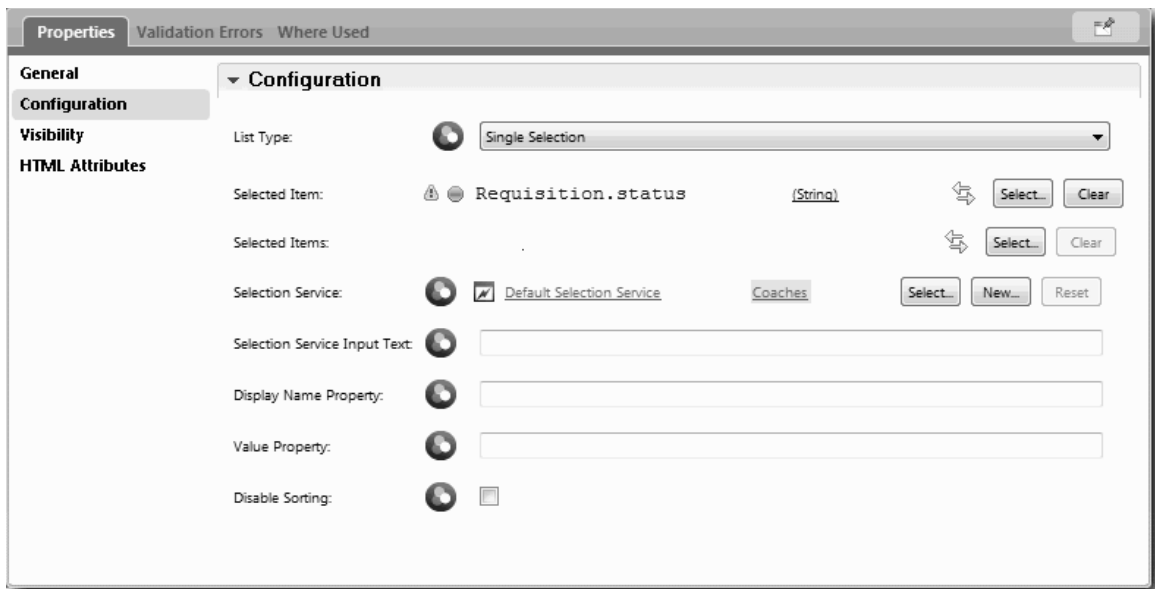 Properties Validation Errors Where Used
General
Configuration
Visibility
HTML Attributes
Configuration
List Type: Single Selection
Selected Item: Requisition.status (String) Select... Clear
Selected Items: Select... Clear
Selection Service: Default Selection Service Coaches Select... New... Reset
Selection Service Input Text:
Display Name Property:
Value Property:
Disable Sorting: